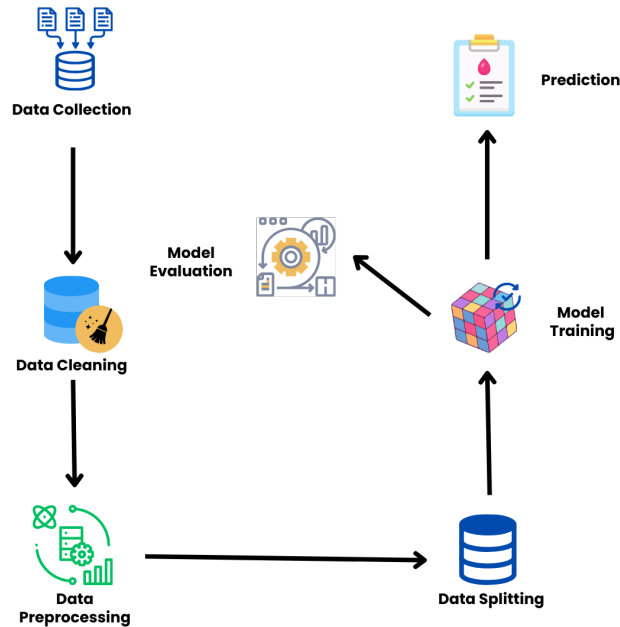 Data Collection
Prediction
Model
Evaluation
Model
Training
Data Cleaning
Data
Preprocessing
Data Splitting